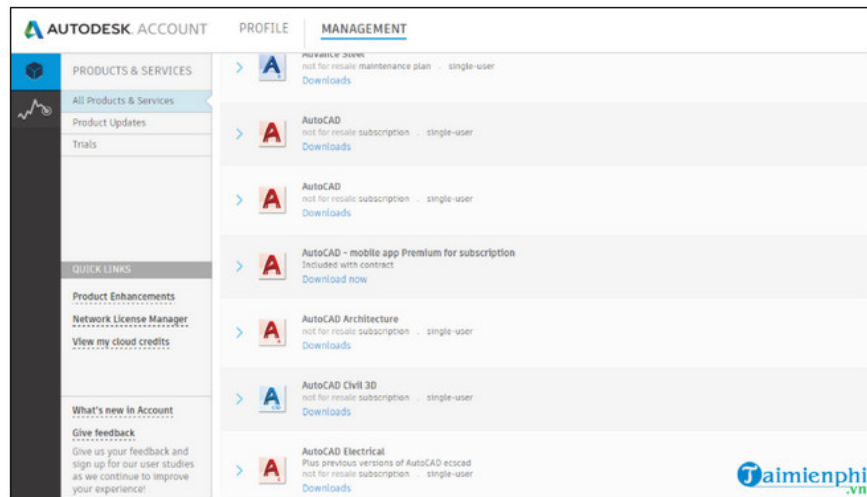 AUTODESK. ACCOUNT
PROFILE
MANAGEMENT
PRODUCTS & SERVICES
All Products & Services
Product Updates
Trials
QUICK LINKS
Product Enhancements
Network License Manager
View my cloud credits
What's new in Account
Give feedback
Give us your feedback and
sign up for our user studies
as we continue to improve
your experience!
Advance Steel
not for resale maintenance plan . single-user
Downloads
AutoCAD
not for resale subscription . single-user
Downloads
AutoCAD
not for resale subscription . single-user
Downloads
AutoCAD - mobile app Premium for subscription
Included with contract
Download now
AutoCAD Architecture
not for resale subscription . single-user
Downloads
AutoCAD Civil 3D
not for resale subscription . single-user
Downloads
AutoCAD Electrical
Plus previous versions of AutoCAD ecscad
not for resale subscription . single-user
Downloads
Taimienphi
.vn